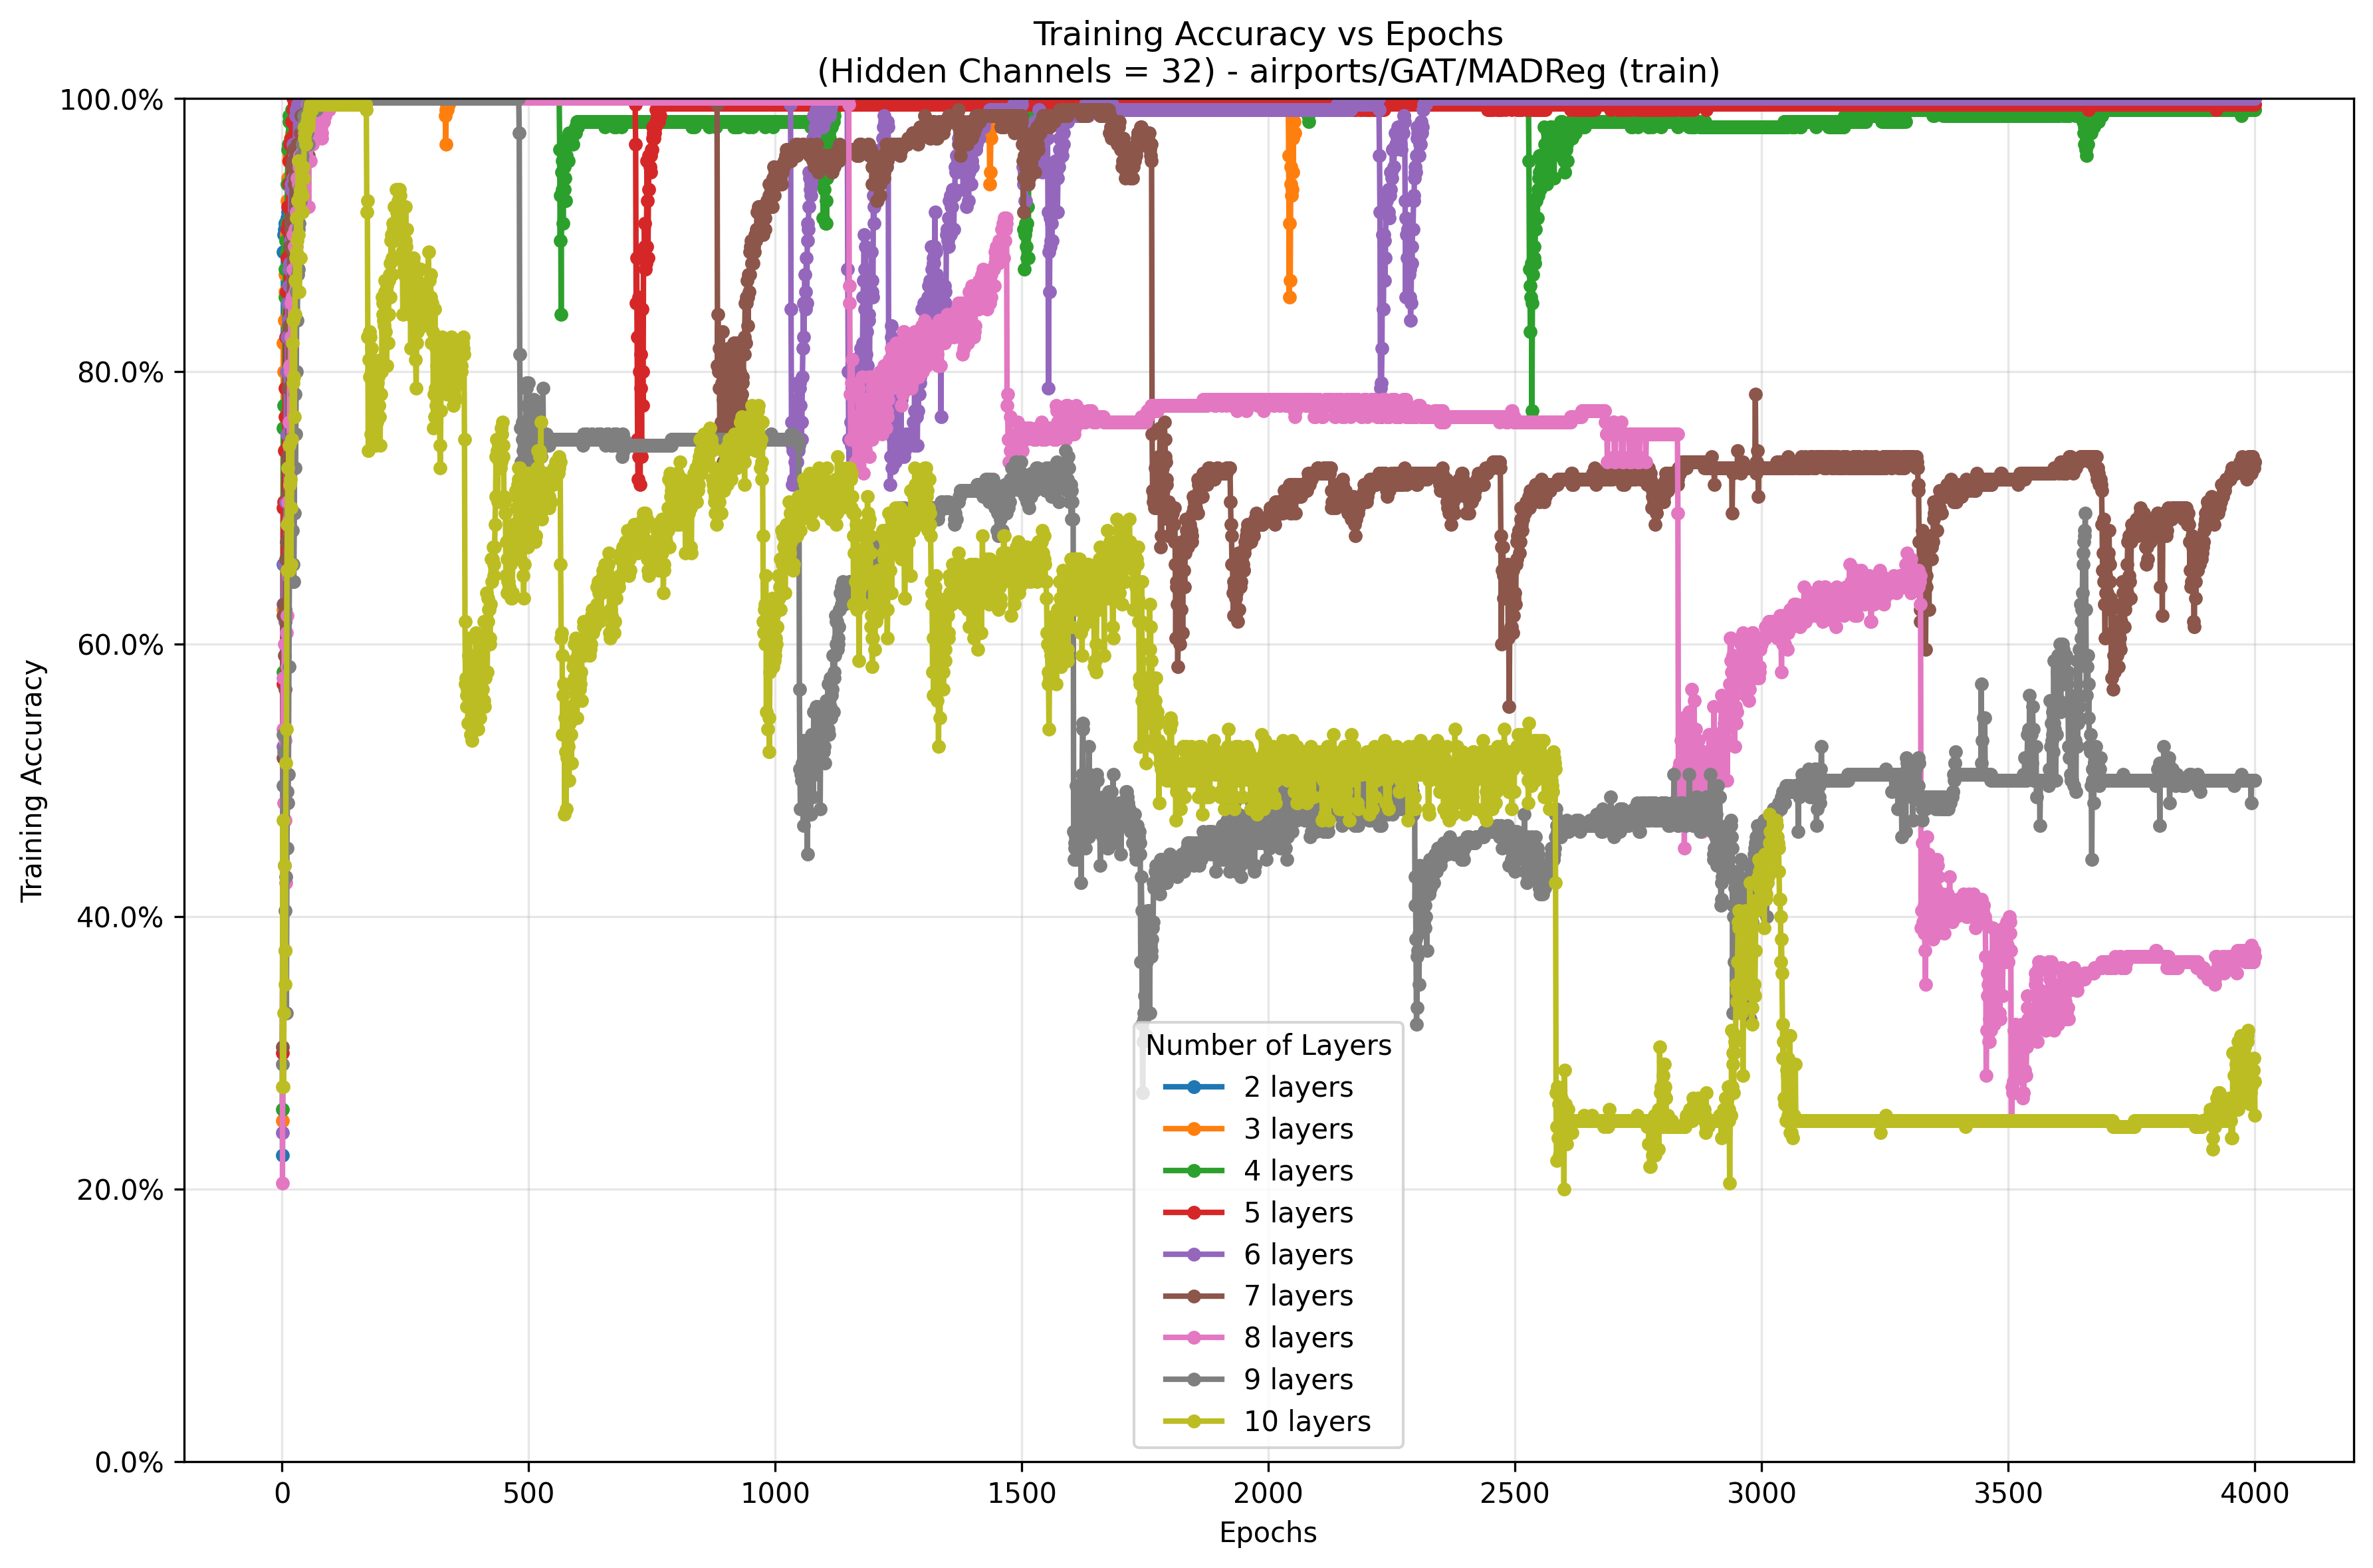 Training Accuracy vs Epochs
(Hidden Channels = 32) - airports/GAT/MADReg (train)
Training Accuracy
100.0%
80.0%
60.0%
40.0%
20.0%
0.0%
Number of Layers
2 layers
3 layers
4 layers
5 layers
6 layers
7 layers
8 layers
9 layers
10 layers
0 500 1000 1500 2000 2500 3000 3500 4000
Epochs